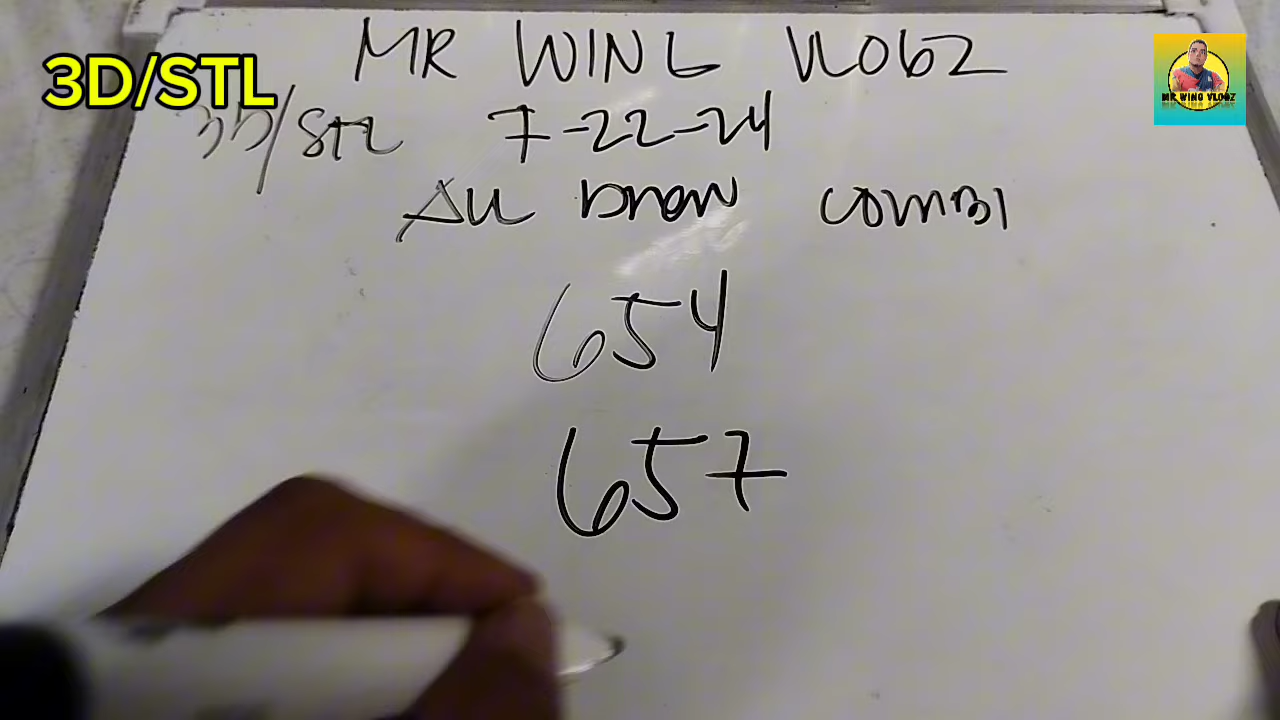 3D/STL
MR WING VLOGZ
MR WING VLOGZ
3D/STL 7-22-24
All Draw COMBI
654
657